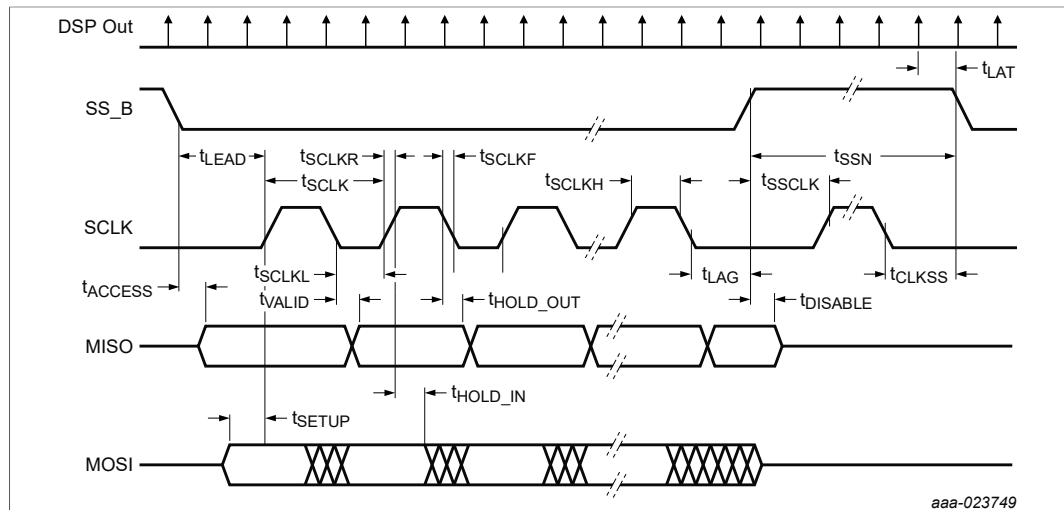 DSP Out
tLAT
SS_B
tLEAD
tSCLKR
tSCLKF
tSSN
tSCLK
tSCLKH
tSSCLK
SCLK
tSCLKL
tLAG
tCLKSS
tACCESS
tVALID
tHOLD_OUT
tDISABLE
MISO
tHOLD_IN
tSETUP
MOSI
aaa-023749